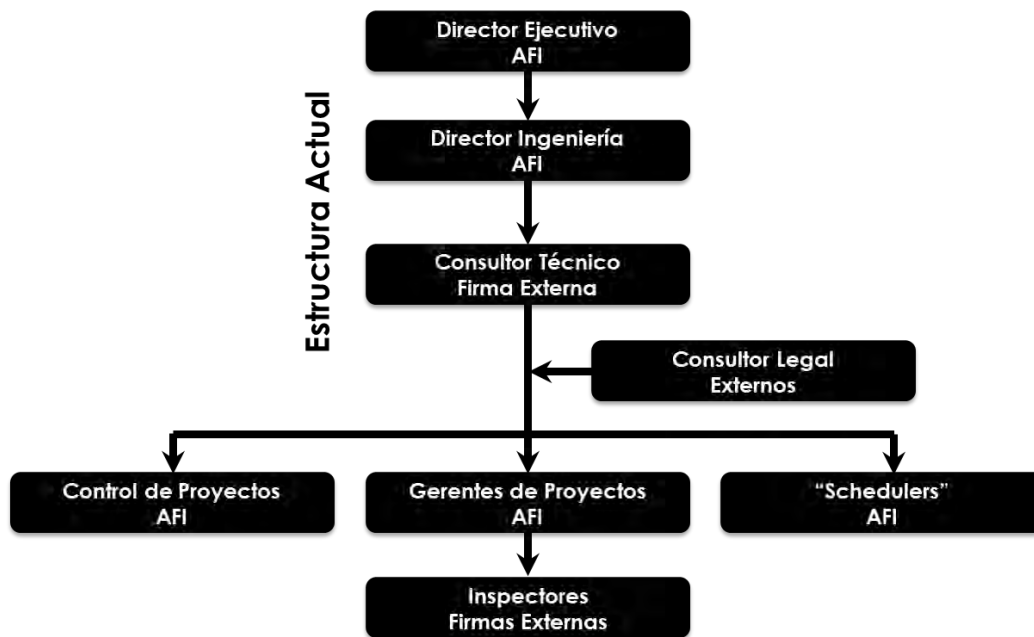 Director Ejecutivo
AFI
Estructura Actual
Director Ingeniería
AFI
Consultor Técnico
Firma Externa
Consultor Legal
Externos
Control de Proyectos
AFI
Gerentes de Proyectos
AFI
“Schedulers”
AFI
Inspectores
Firmas Externas